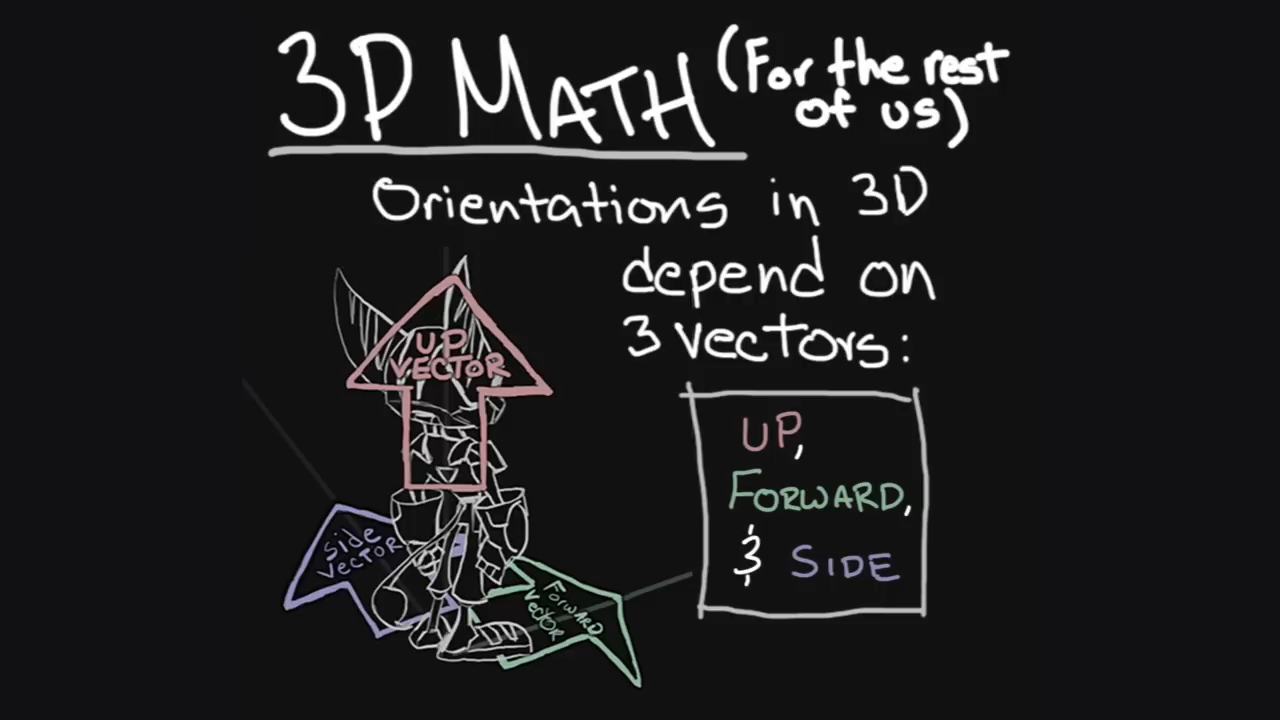 3D MATH (For the rest
of us)
Orientations in 3D
depend on
3 vectors:
UP
VECTOR
UP,
FORWARD,
& SIDE
Side
Vector
FORWARD
Vector